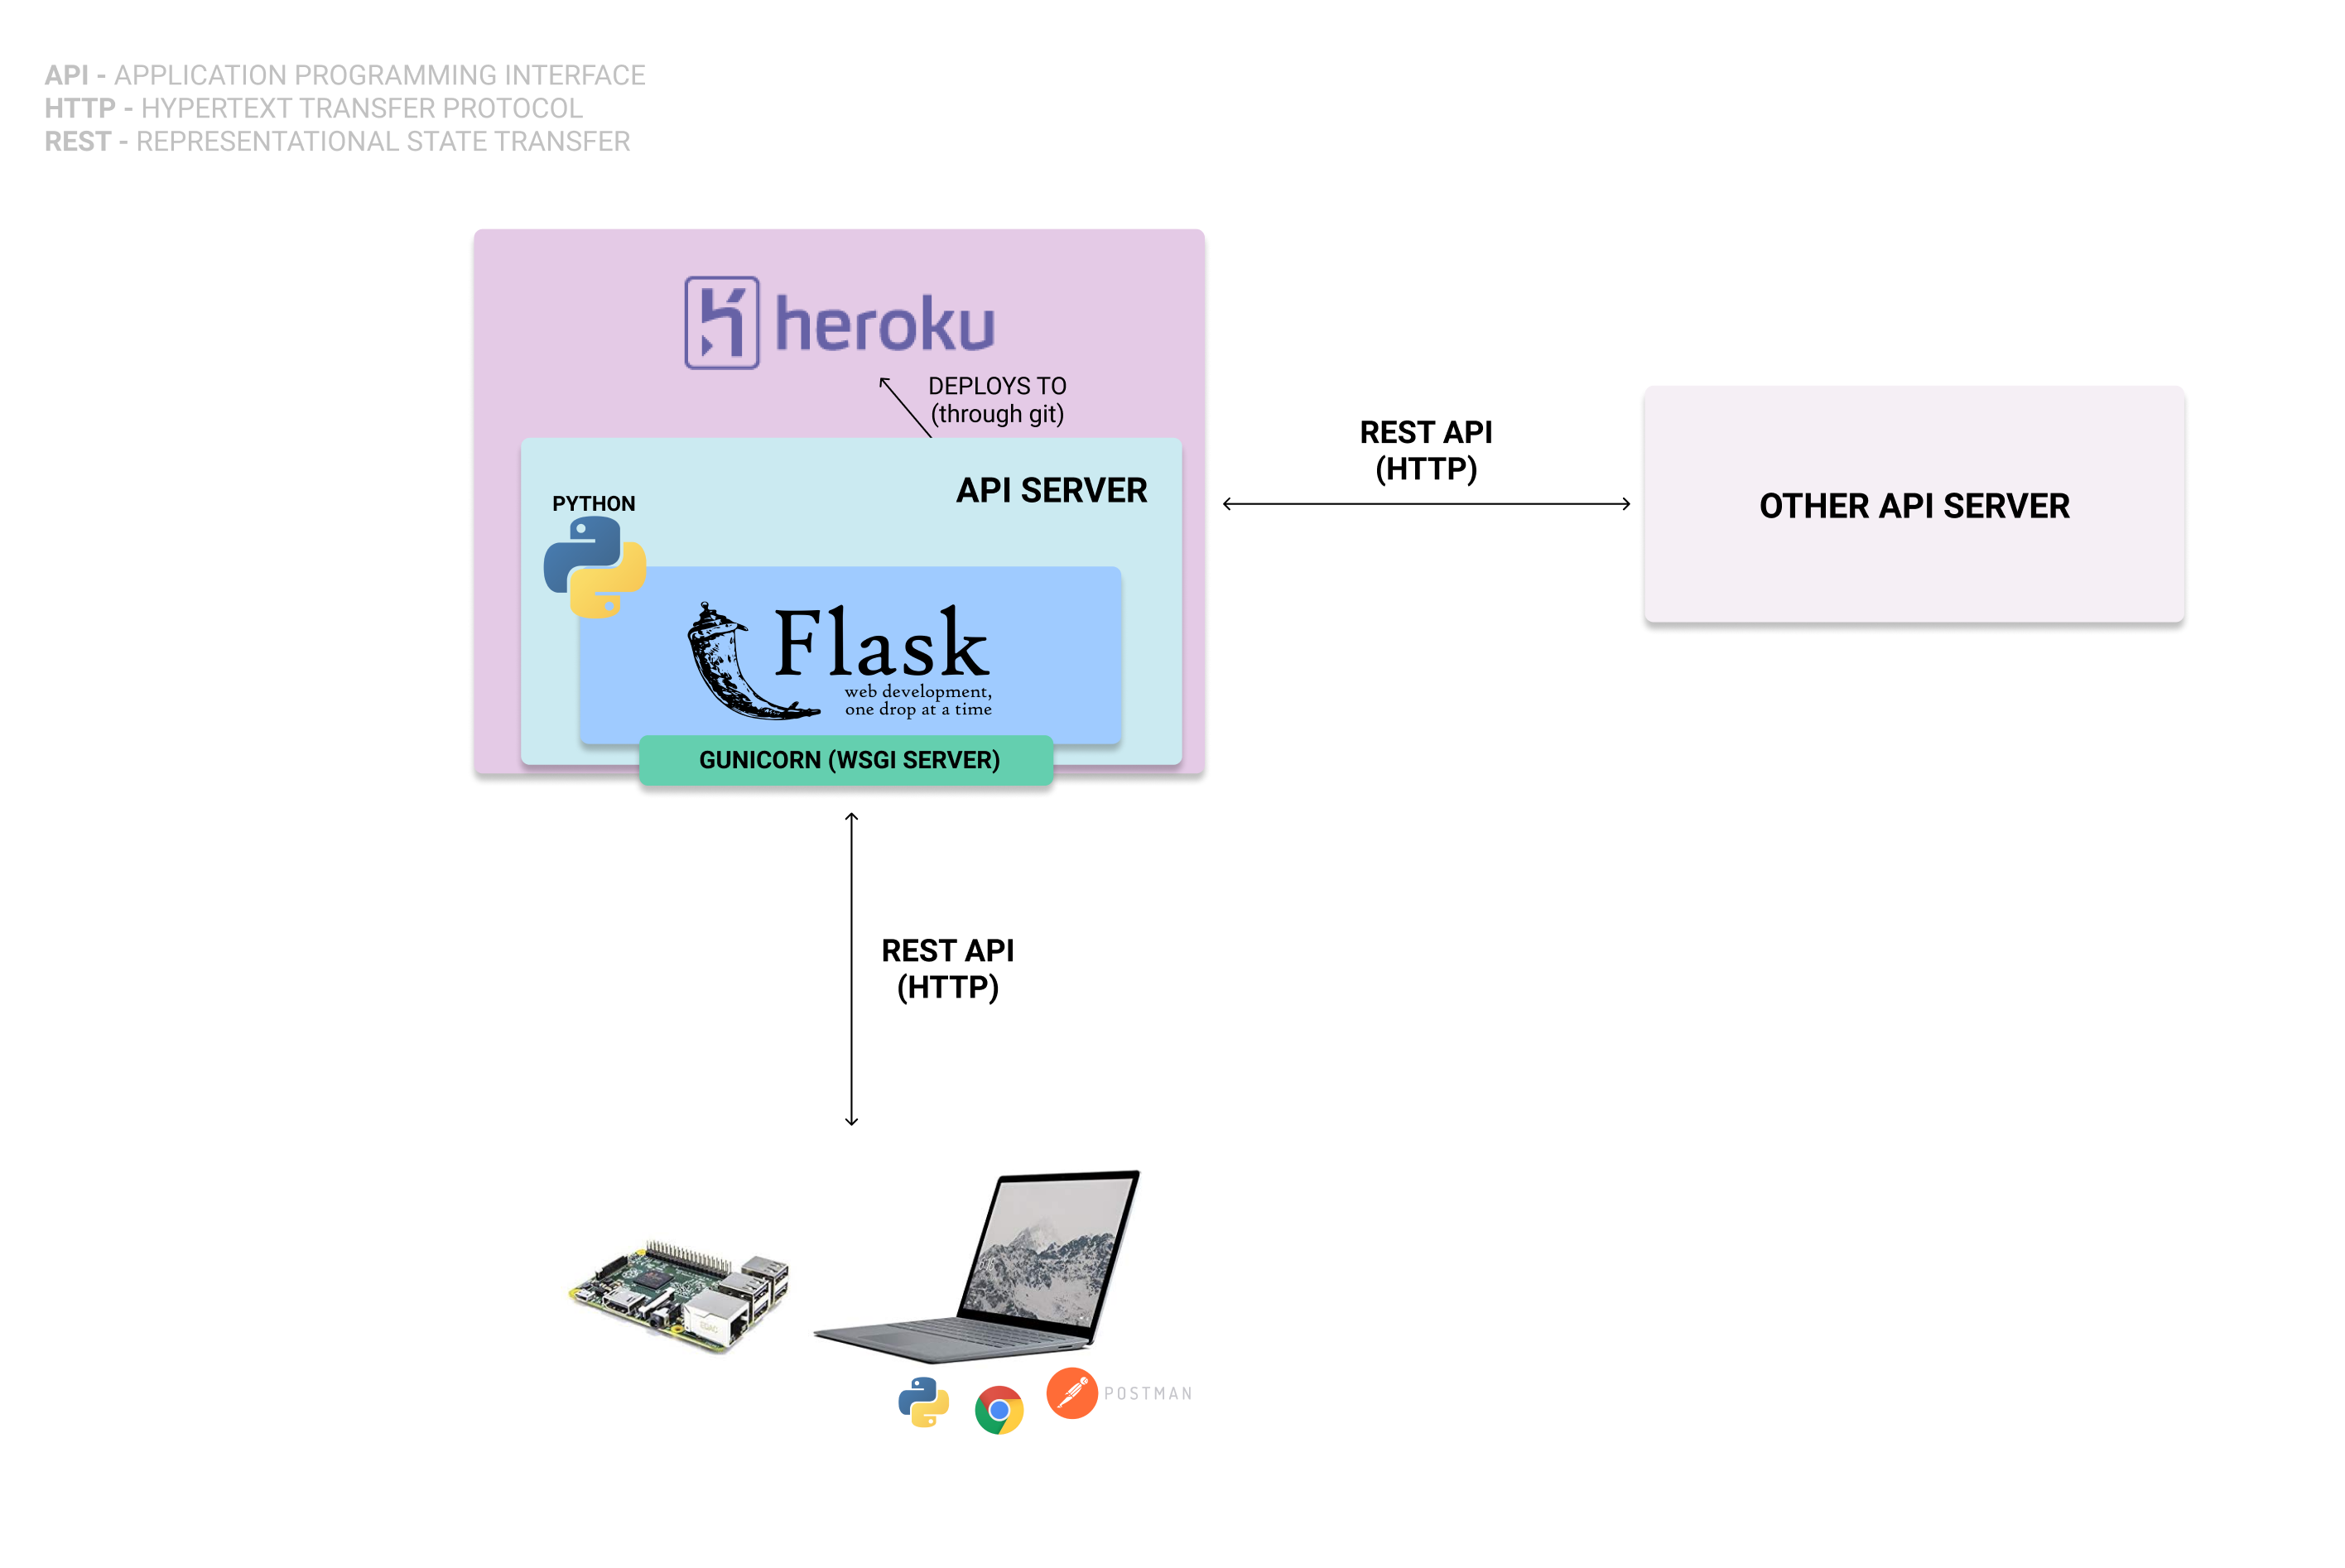 API - APPLICATION PROGRAMMING INTERFACE
HTTP - HYPERTEXT TRANSFER PROTOCOL
REST - REPRESENTATIONAL STATE TRANSFER
heroku
DEPLOYS TO
(through git)
API SERVER
PYTHON
Flask
web development,
one drop at a time
GUNICORN (WSGI SERVER)
REST API
(HTTP)
OTHER API SERVER
REST API
(HTTP)
POSTMAN